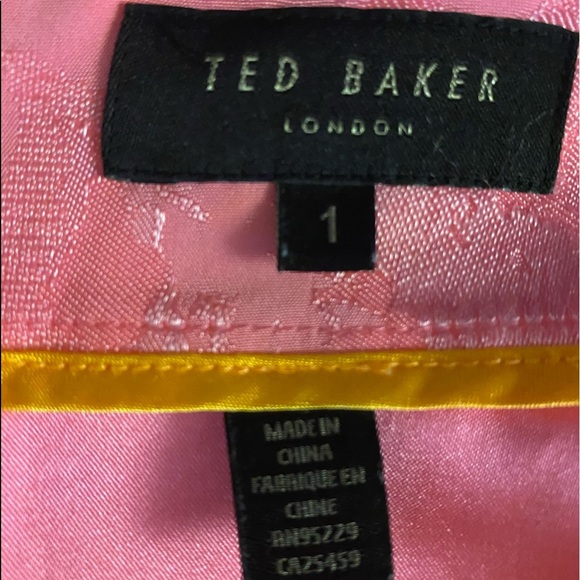 TED BAKER
LONDON
1
MADE IN
CHINA
FABRIQUE EN
CHINE
RN95229
CA25459